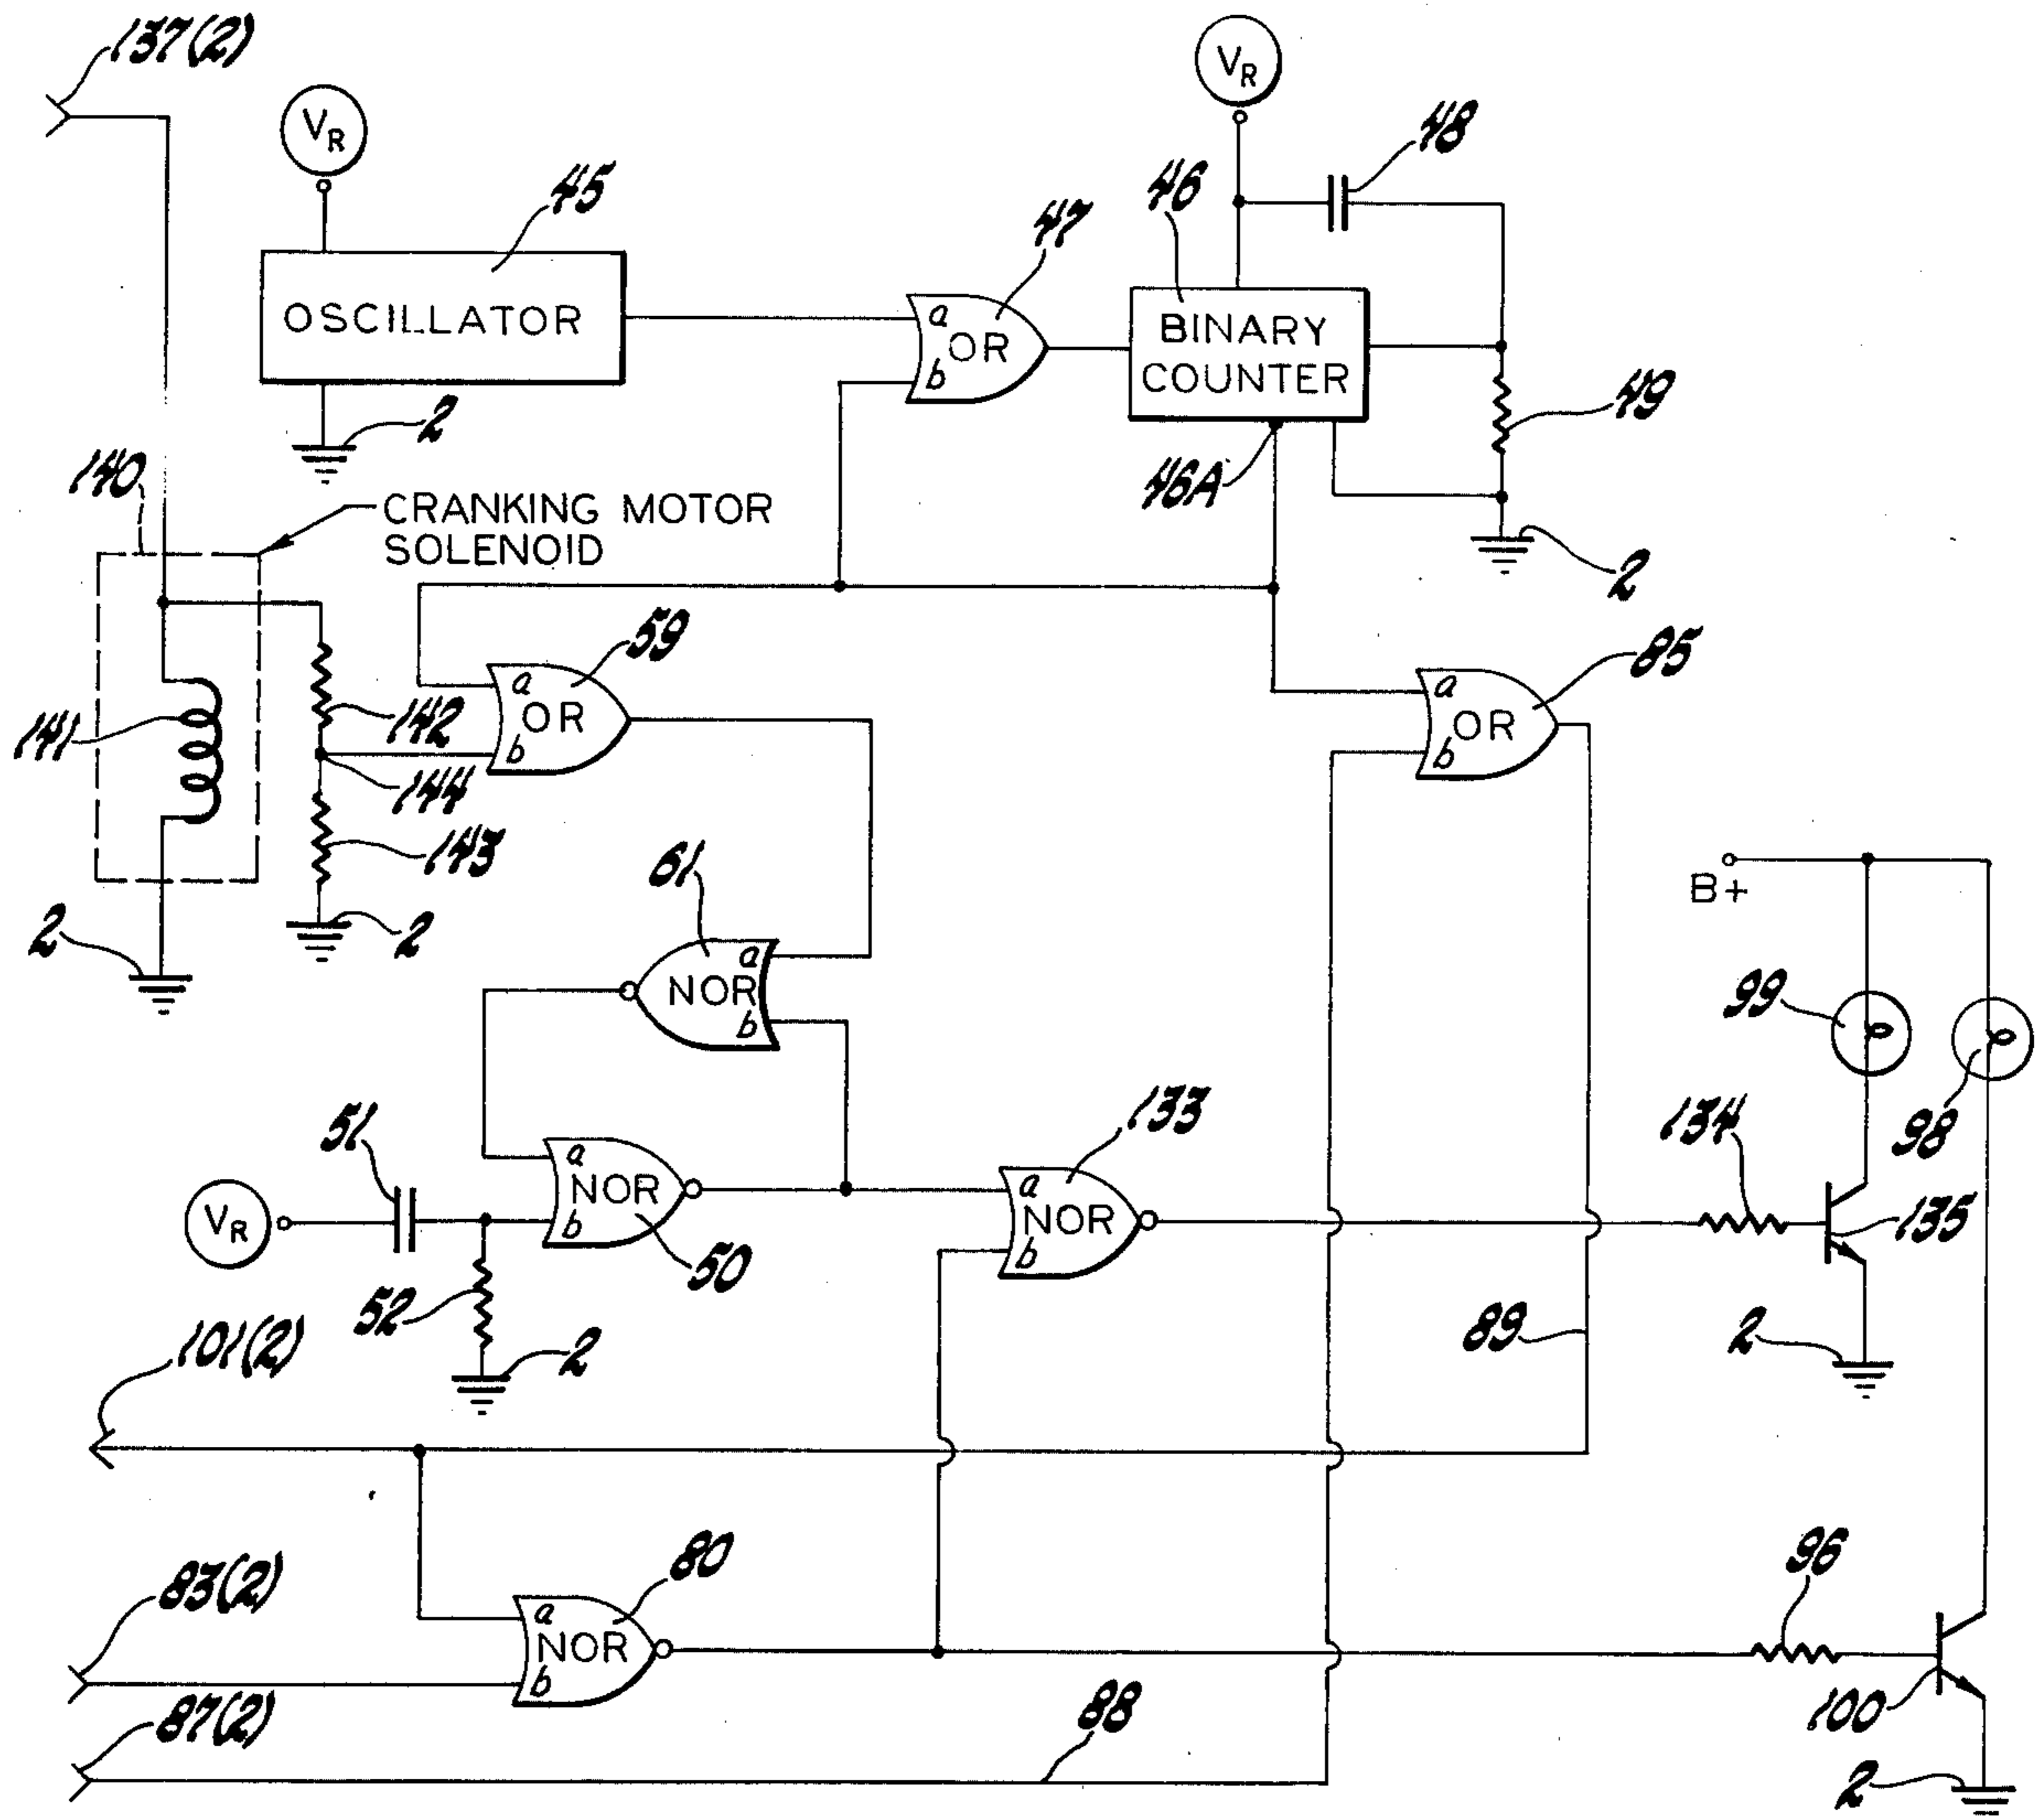 137(2)
VR
VR
48
45
46
47
OSCILLATOR
a
OR
b
BINARY
COUNTER
49
2
140
46A
CRANKING MOTOR
SOLENOID
2
59
85
a
OR
b
a
OR
b
141
142
144
143
61
B+
2
2
a
NOR
b
99
98
133
51
134
a
NOR
b
a
NOR
b
VR
135
50
52
2
101(2)
89
2
80
96
83(2)
a
NOR
b
87(2)
88
100
2